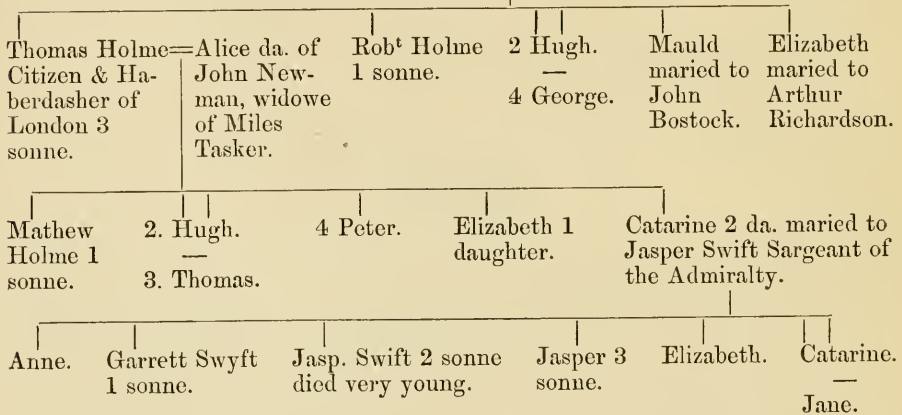 Thomas Holme=
Citizen & Ha-
berdasher of
London 3
sonne.
Alice da. of
John New-
man, widowe
of Miles
Tasker.
Robᵗ Holme
1 sonne.
2 Hugh.
—
4 George.
Mauld
maried to
John
Bostock.
Elizabeth
maried to
Arthur
Richardson.
Mathew
Holme 1
sonne.
2. Hugh.
—
3. Thomas.
4 Peter.
Elizabeth 1
daughter.
Catarine 2 da. maried to
Jasper Swift Sargeant of
the Admiralty.
Anne.
Garrett Swyft
1 sonne.
Jasp. Swift 2 sonne
died very young.
Jasper 3
sonne.
Elizabeth.
Catarine.
—
Jane.